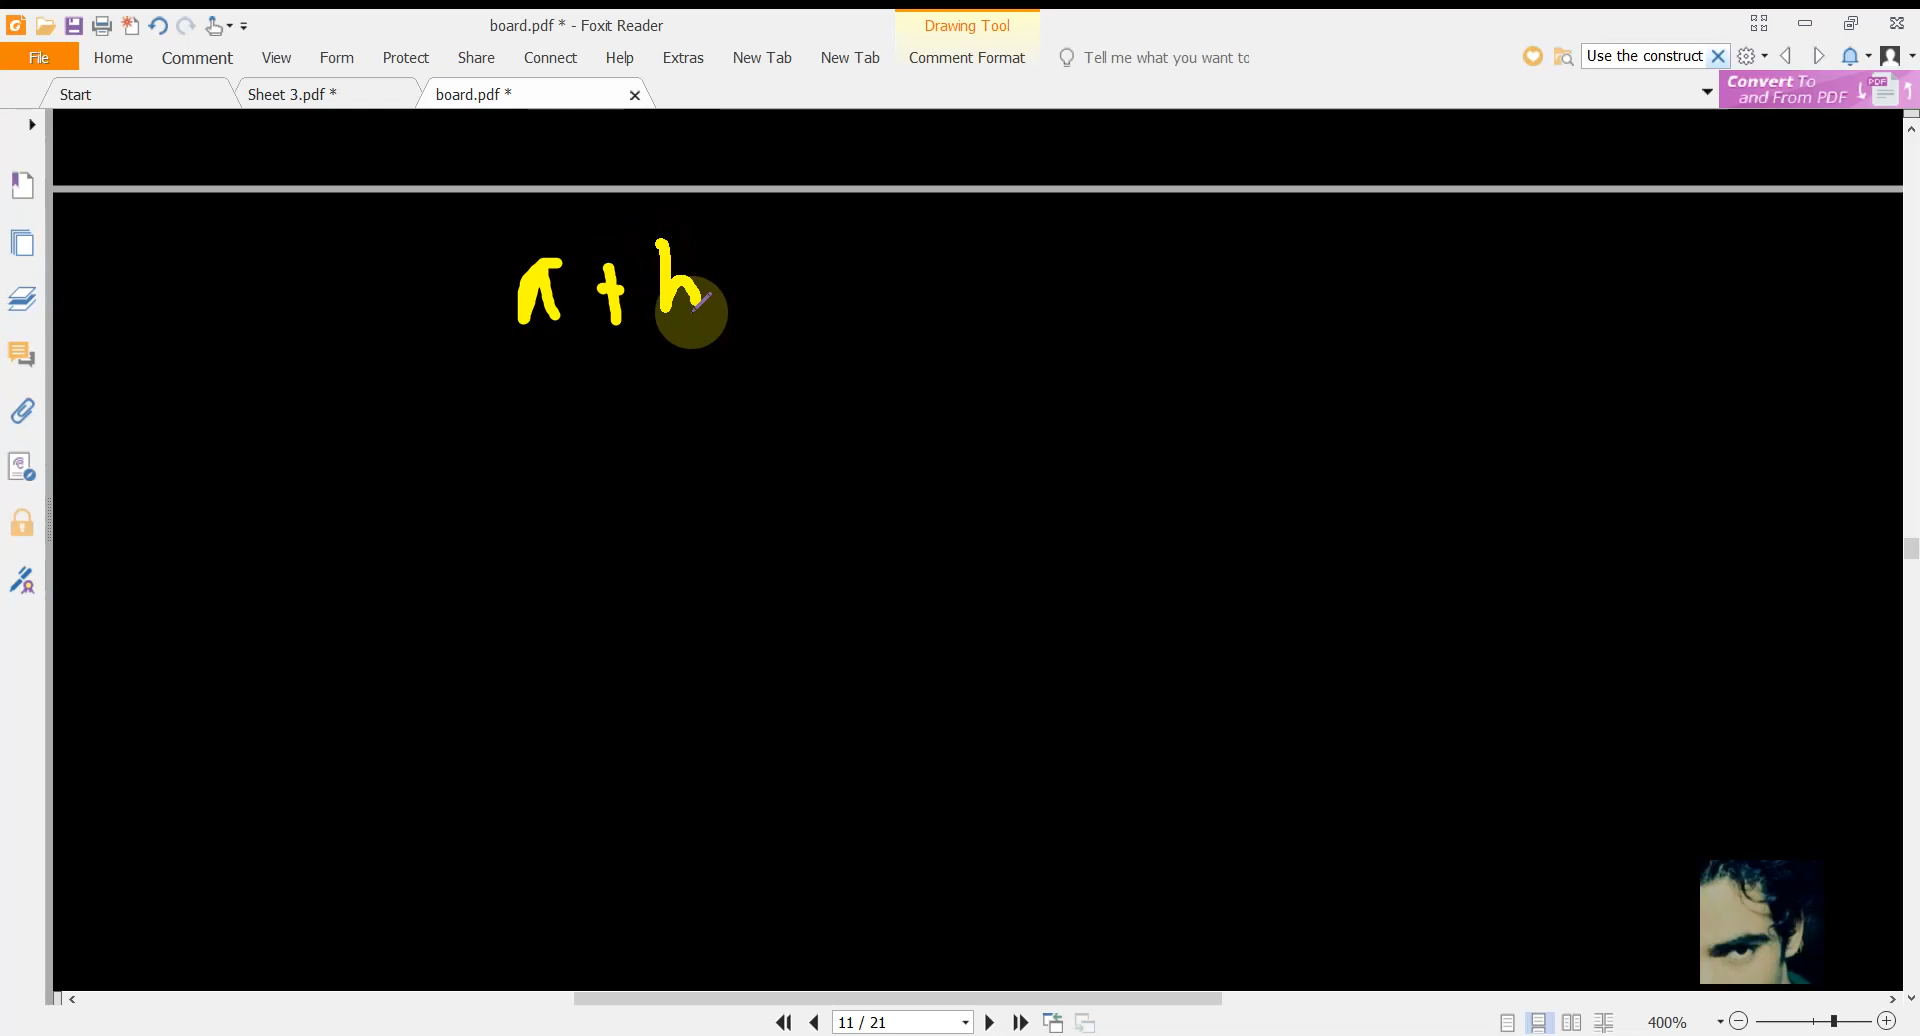 board.pdf * - Foxit Reader
Drawing Tool
File Home Comment View Form Protect Share Connect Help Extras New Tab New Tab Comment Format Tell me what you want to Use the construct
Start Sheet 3.pdf * board.pdf *
Convert To
and From PDF
PDF
+ h
11 / 21
400%